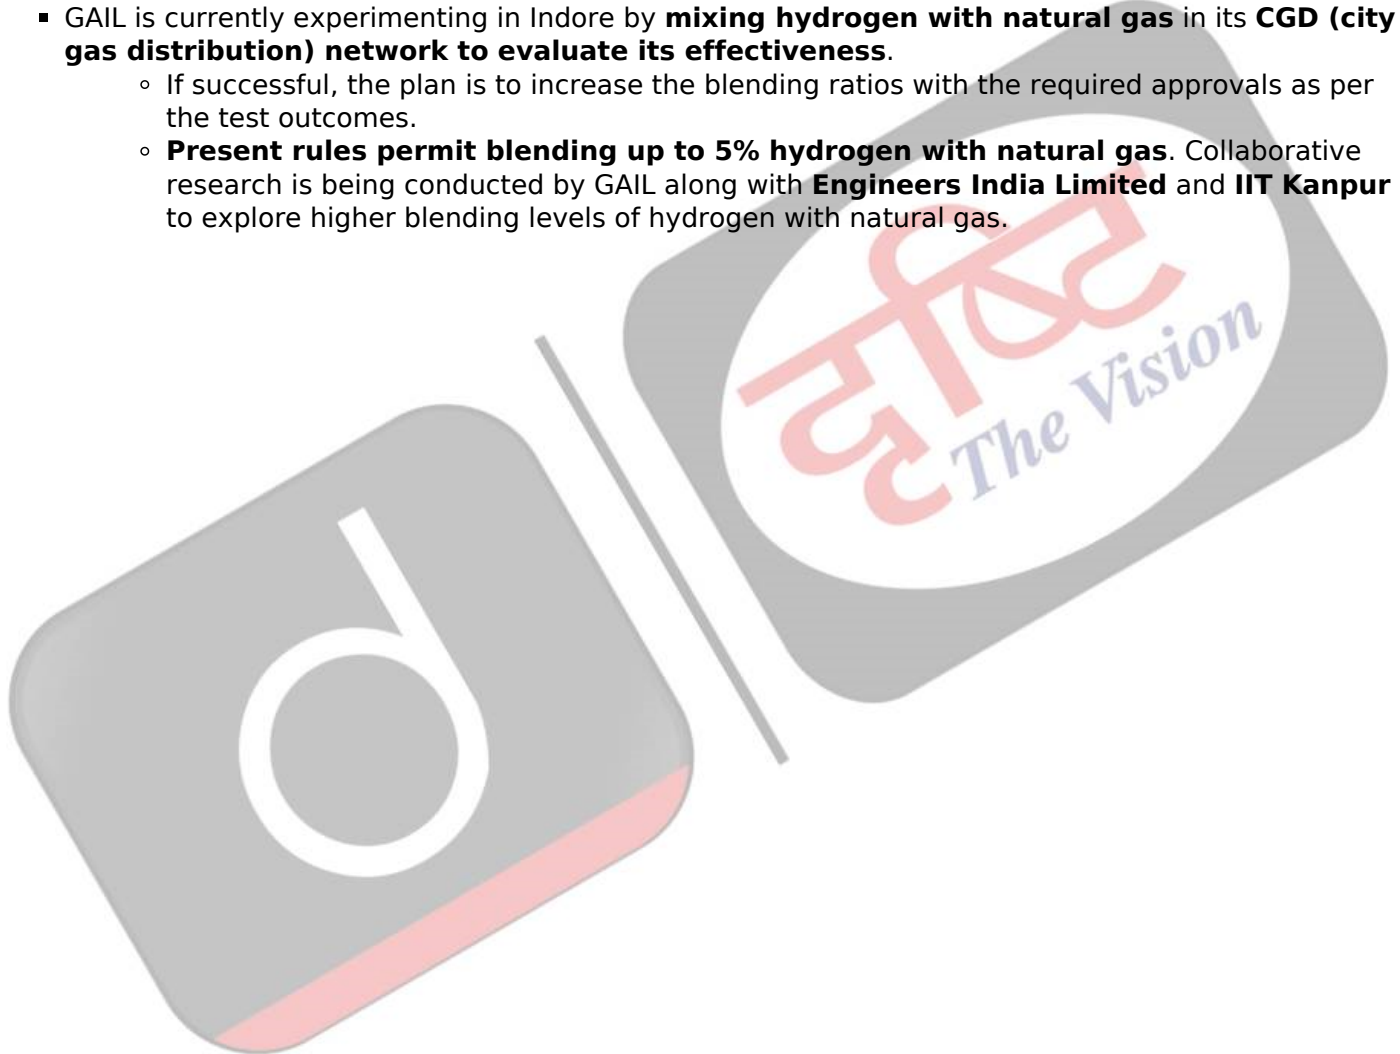 ▪ GAIL is currently experimenting in Indore by mixing hydrogen with natural gas in its CGD (city
gas distribution) network to evaluate its effectiveness.
◦ If successful, the plan is to increase the blending ratios with the required approvals as per
the test outcomes.
◦ Present rules permit blending up to 5% hydrogen with natural gas. Collaborative
research is being conducted by GAIL along with Engineers India Limited and IIT Kanpur
to explore higher blending levels of hydrogen with natural gas.
दृष्टि
The Vision
d